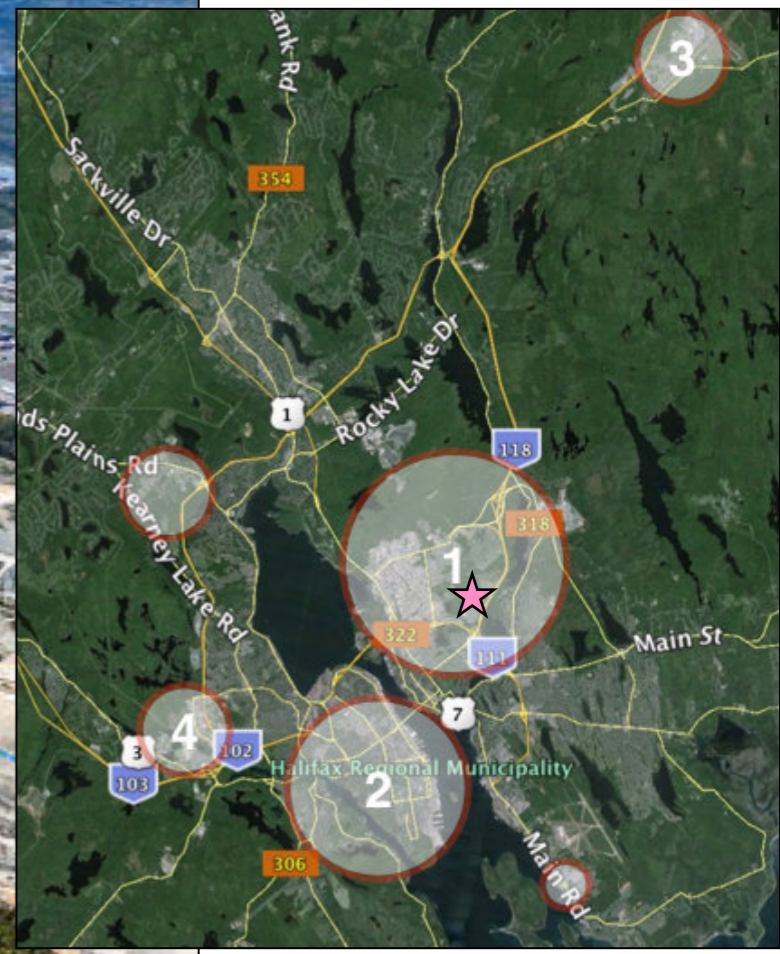 ank Rd
3
Sackville Dr
354
Rocky Lake Dr
1
ds Plains Rd
118
Kearney Lake Rd
318
1
322
Main St
111
4
7
3
102
103
Halifax Regional Municipality
2
306
Main Rd